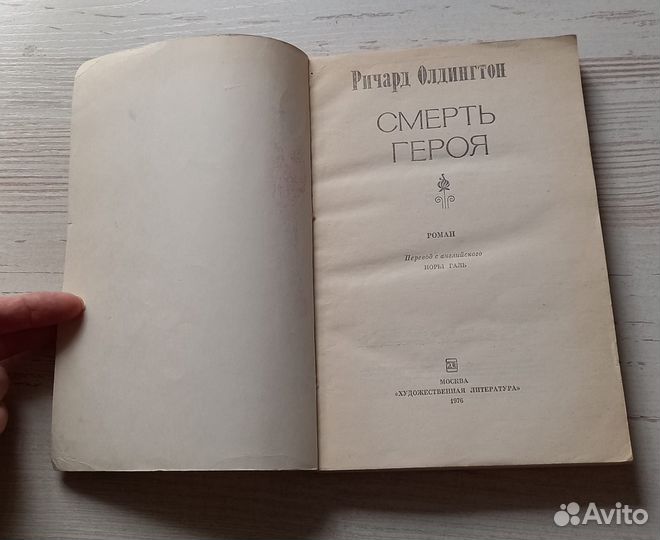 Ричард Олдингтон
СМЕРТЬ
ГЕРОЯ
РОМАН
Перевод с английского
НОРЫ ГАЛЬ
МОСКВА
«ХУДОЖЕСТВЕННАЯ ЛИТЕРАТУРА»
1976
Avito